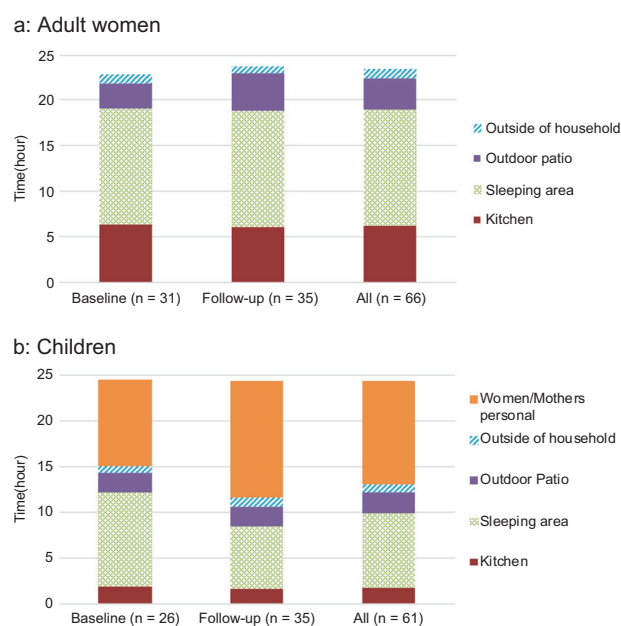 a: Adult women
25
20
15
10
5
0
Time(hour)
Baseline (n = 31)
Follow-up (n = 35)
All (n = 66)
Outside of household
Outdoor patio
Sleeping area
Kitchen
b: Children
25
20
15
10
5
0
Time(hour)
Baseline (n = 26)
Follow-up (n = 35)
All (n = 61)
Women/Mothers
personal
Outside of household
Outdoor Patio
Sleeping area
Kitchen